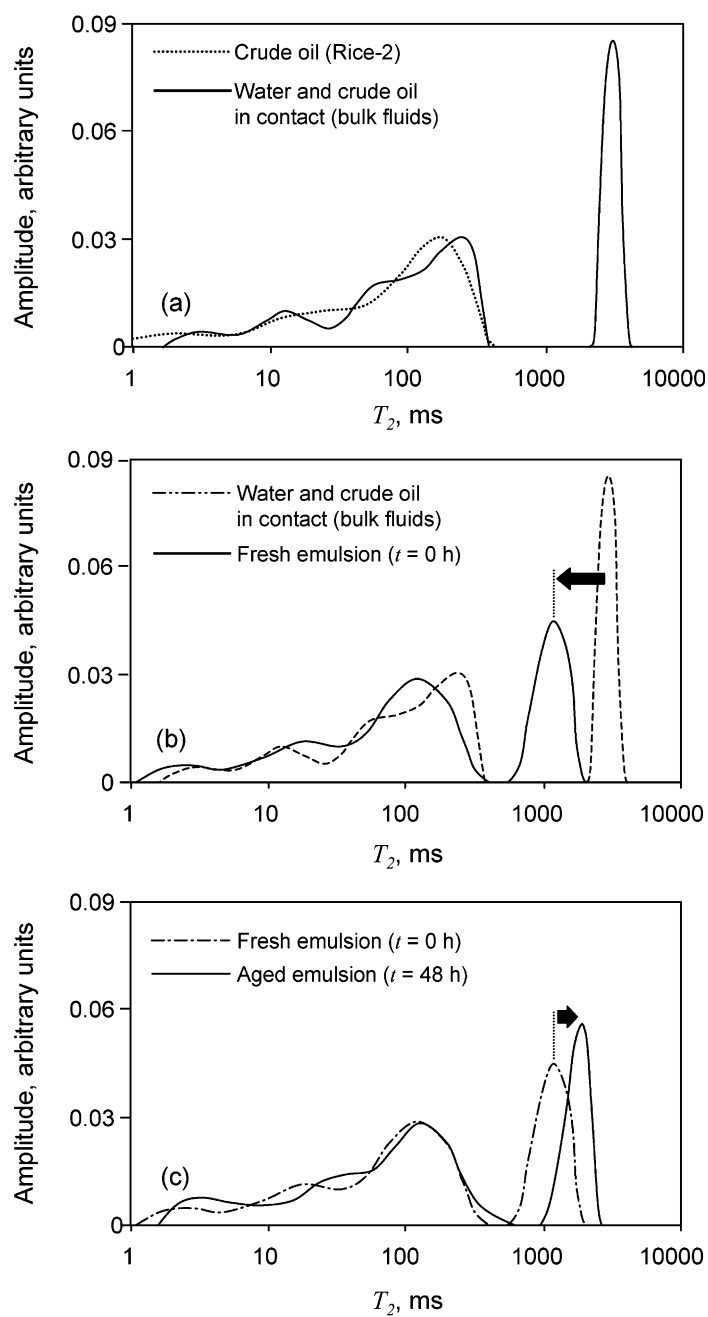 0.09
0.06
0.03
0
Amplitude, arbitrary units
Crude oil (Rice-2)
Water and crude oil
in contact (bulk fluids)
(a)
1
10
100
1000
10000
T2, ms
0.09
0.06
0.03
0
Amplitude, arbitrary units
Water and crude oil
in contact (bulk fluids)
Fresh emulsion (t = 0 h)
(b)
1
10
100
1000
10000
T2, ms
0.09
0.06
0.03
0
Amplitude, arbitrary units
Fresh emulsion (t = 0 h)
Aged emulsion (t = 48 h)
(c)
1
10
100
1000
10000
T2, ms